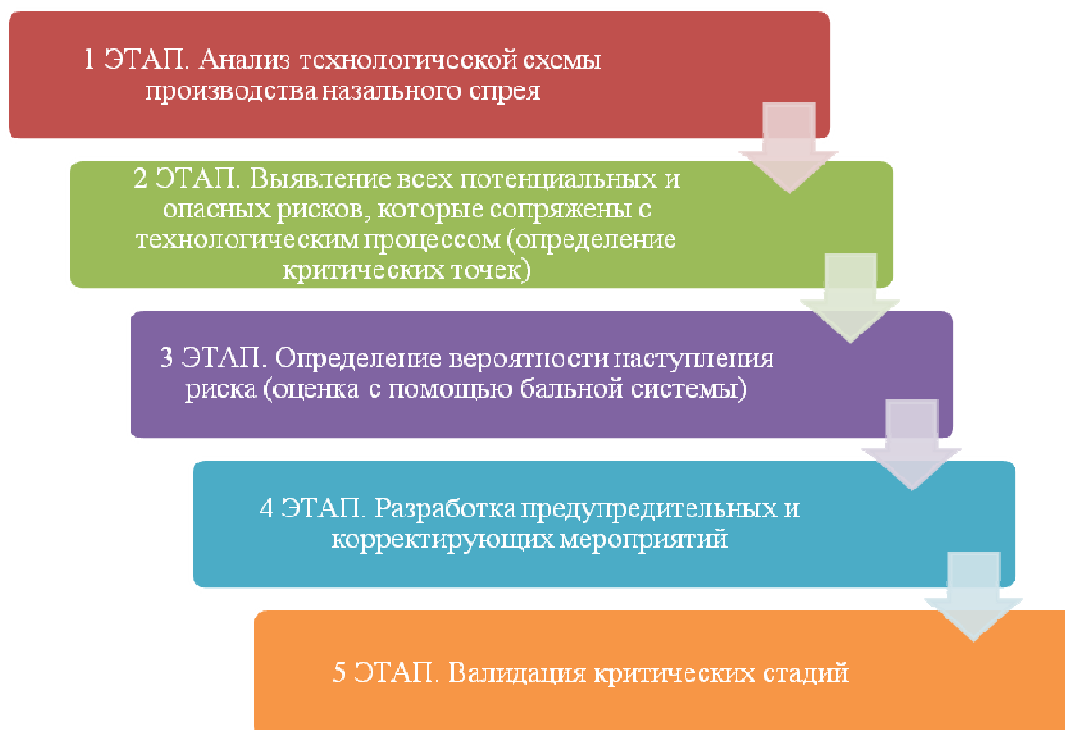 1 ЭТАП. Анализ технологической схемы
производства назального спрея
2 ЭТАП. Выявление всех потенциальных и
опасных рисков, которые сопряжены с
технологическим процессом (определение
критических точек)
3 ЭТАП. Определение вероятности наступления
риска (оценка с помощью бальной системы)
4 ЭТАП. Разработка предупредительных и
корректирующих мероприятий
5 ЭТАП. Валидация критических стадий